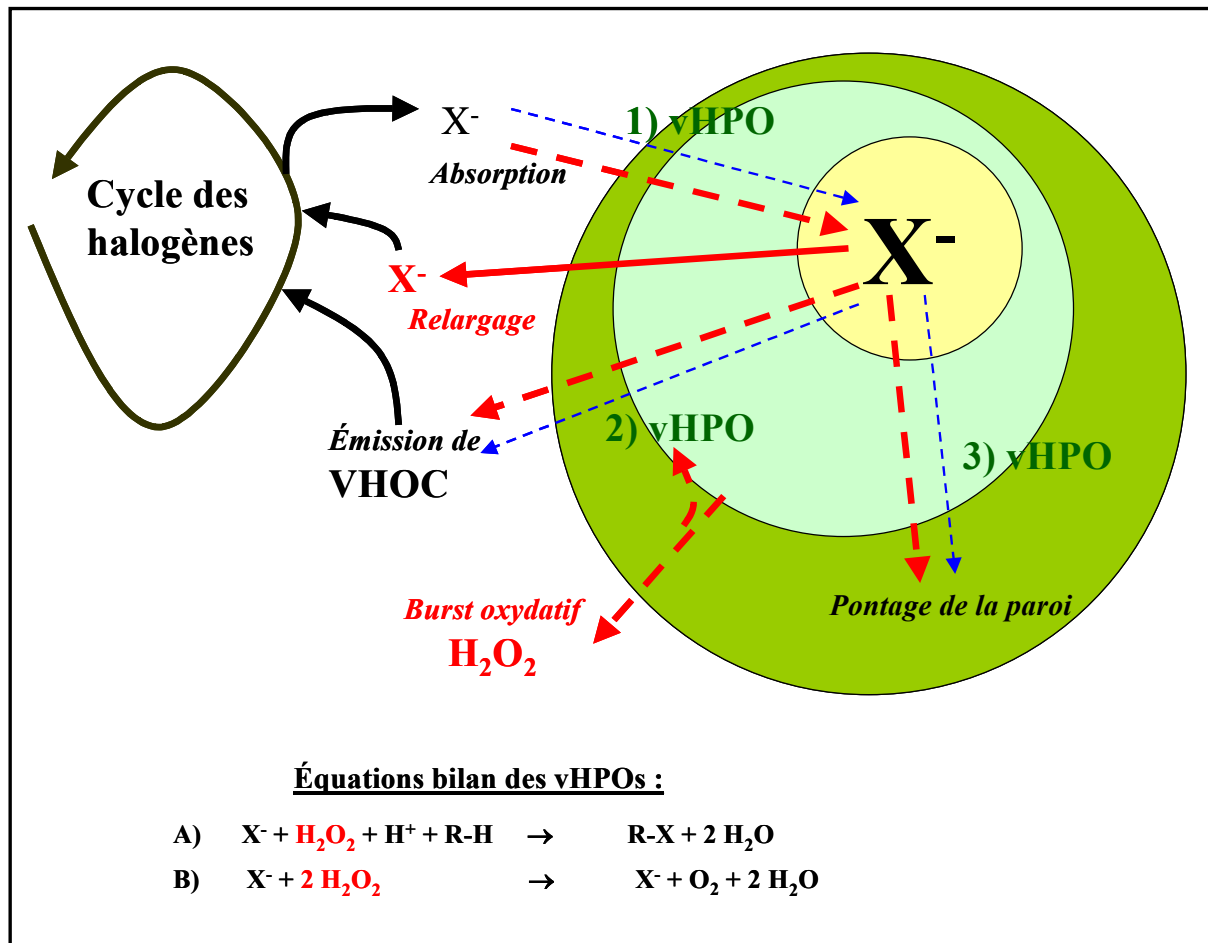 Cycle des
halogènes
X⁻
Absorption
1) vHPO
X⁻
X⁻
Relargage
Émission de
VHOC
2) vHPO
3) vHPO
Burst oxydatif
H₂O₂
Pontage de la paroi
Équations bilan des vHPOs :
A) X⁻ + H₂O₂ + H⁺ + R-H → R-X + 2 H₂O
B) X⁻ + 2 H₂O₂ → X⁻ + O₂ + 2 H₂O